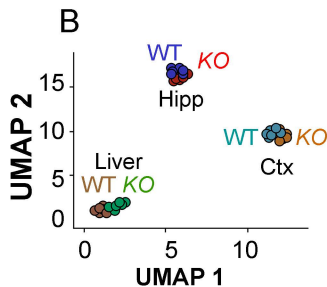 B
WT KO
15
Hipp
UMAP 2
10
WT KO
Ctx
Liver
5
WT KO
0
0 5 10
UMAP 1